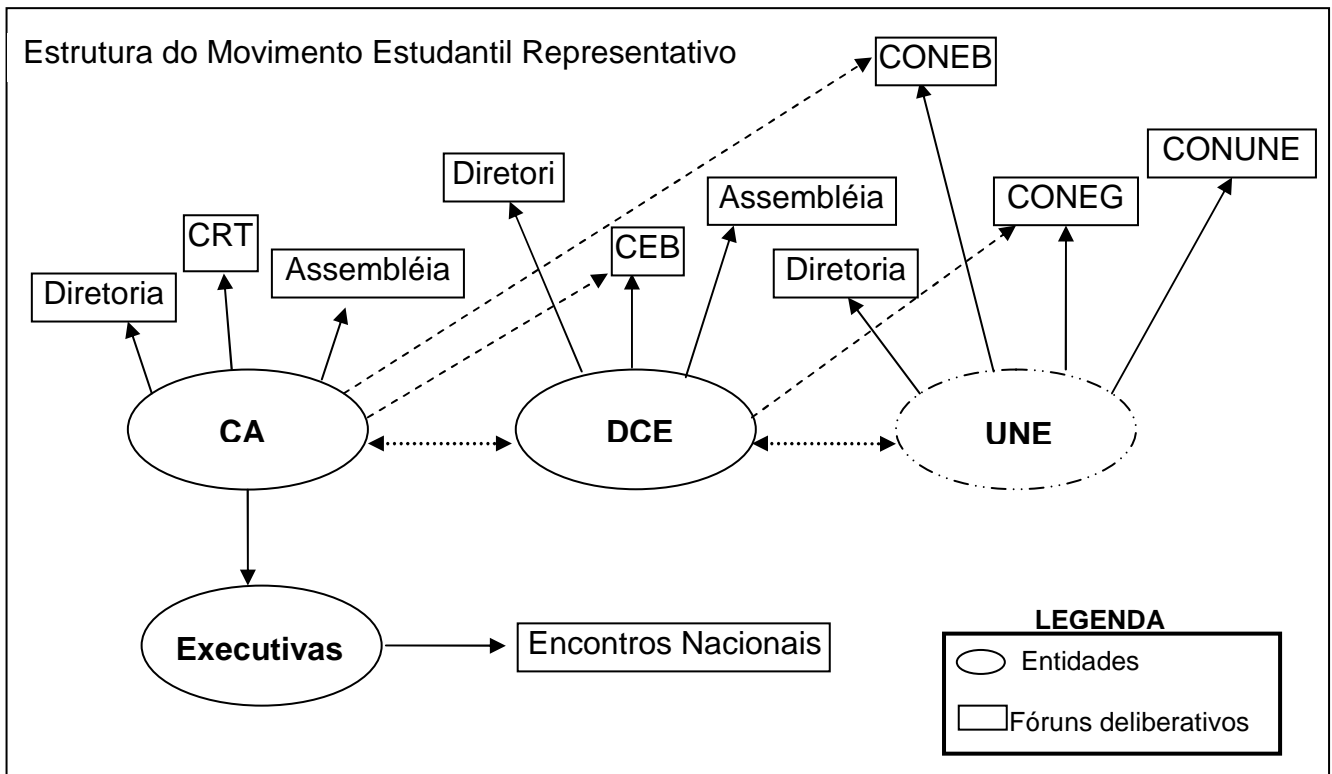 Estrutura do Movimento Estudantil Representativo
CONEB
CONUNE
Diretori
Assembléia
CONEG
CRT
CEB
Assembléia
Diretoria
Diretoria
CA
DCE
UNE
Executivas
Encontros Nacionais
LEGENDA
Entidades
Fóruns deliberativos